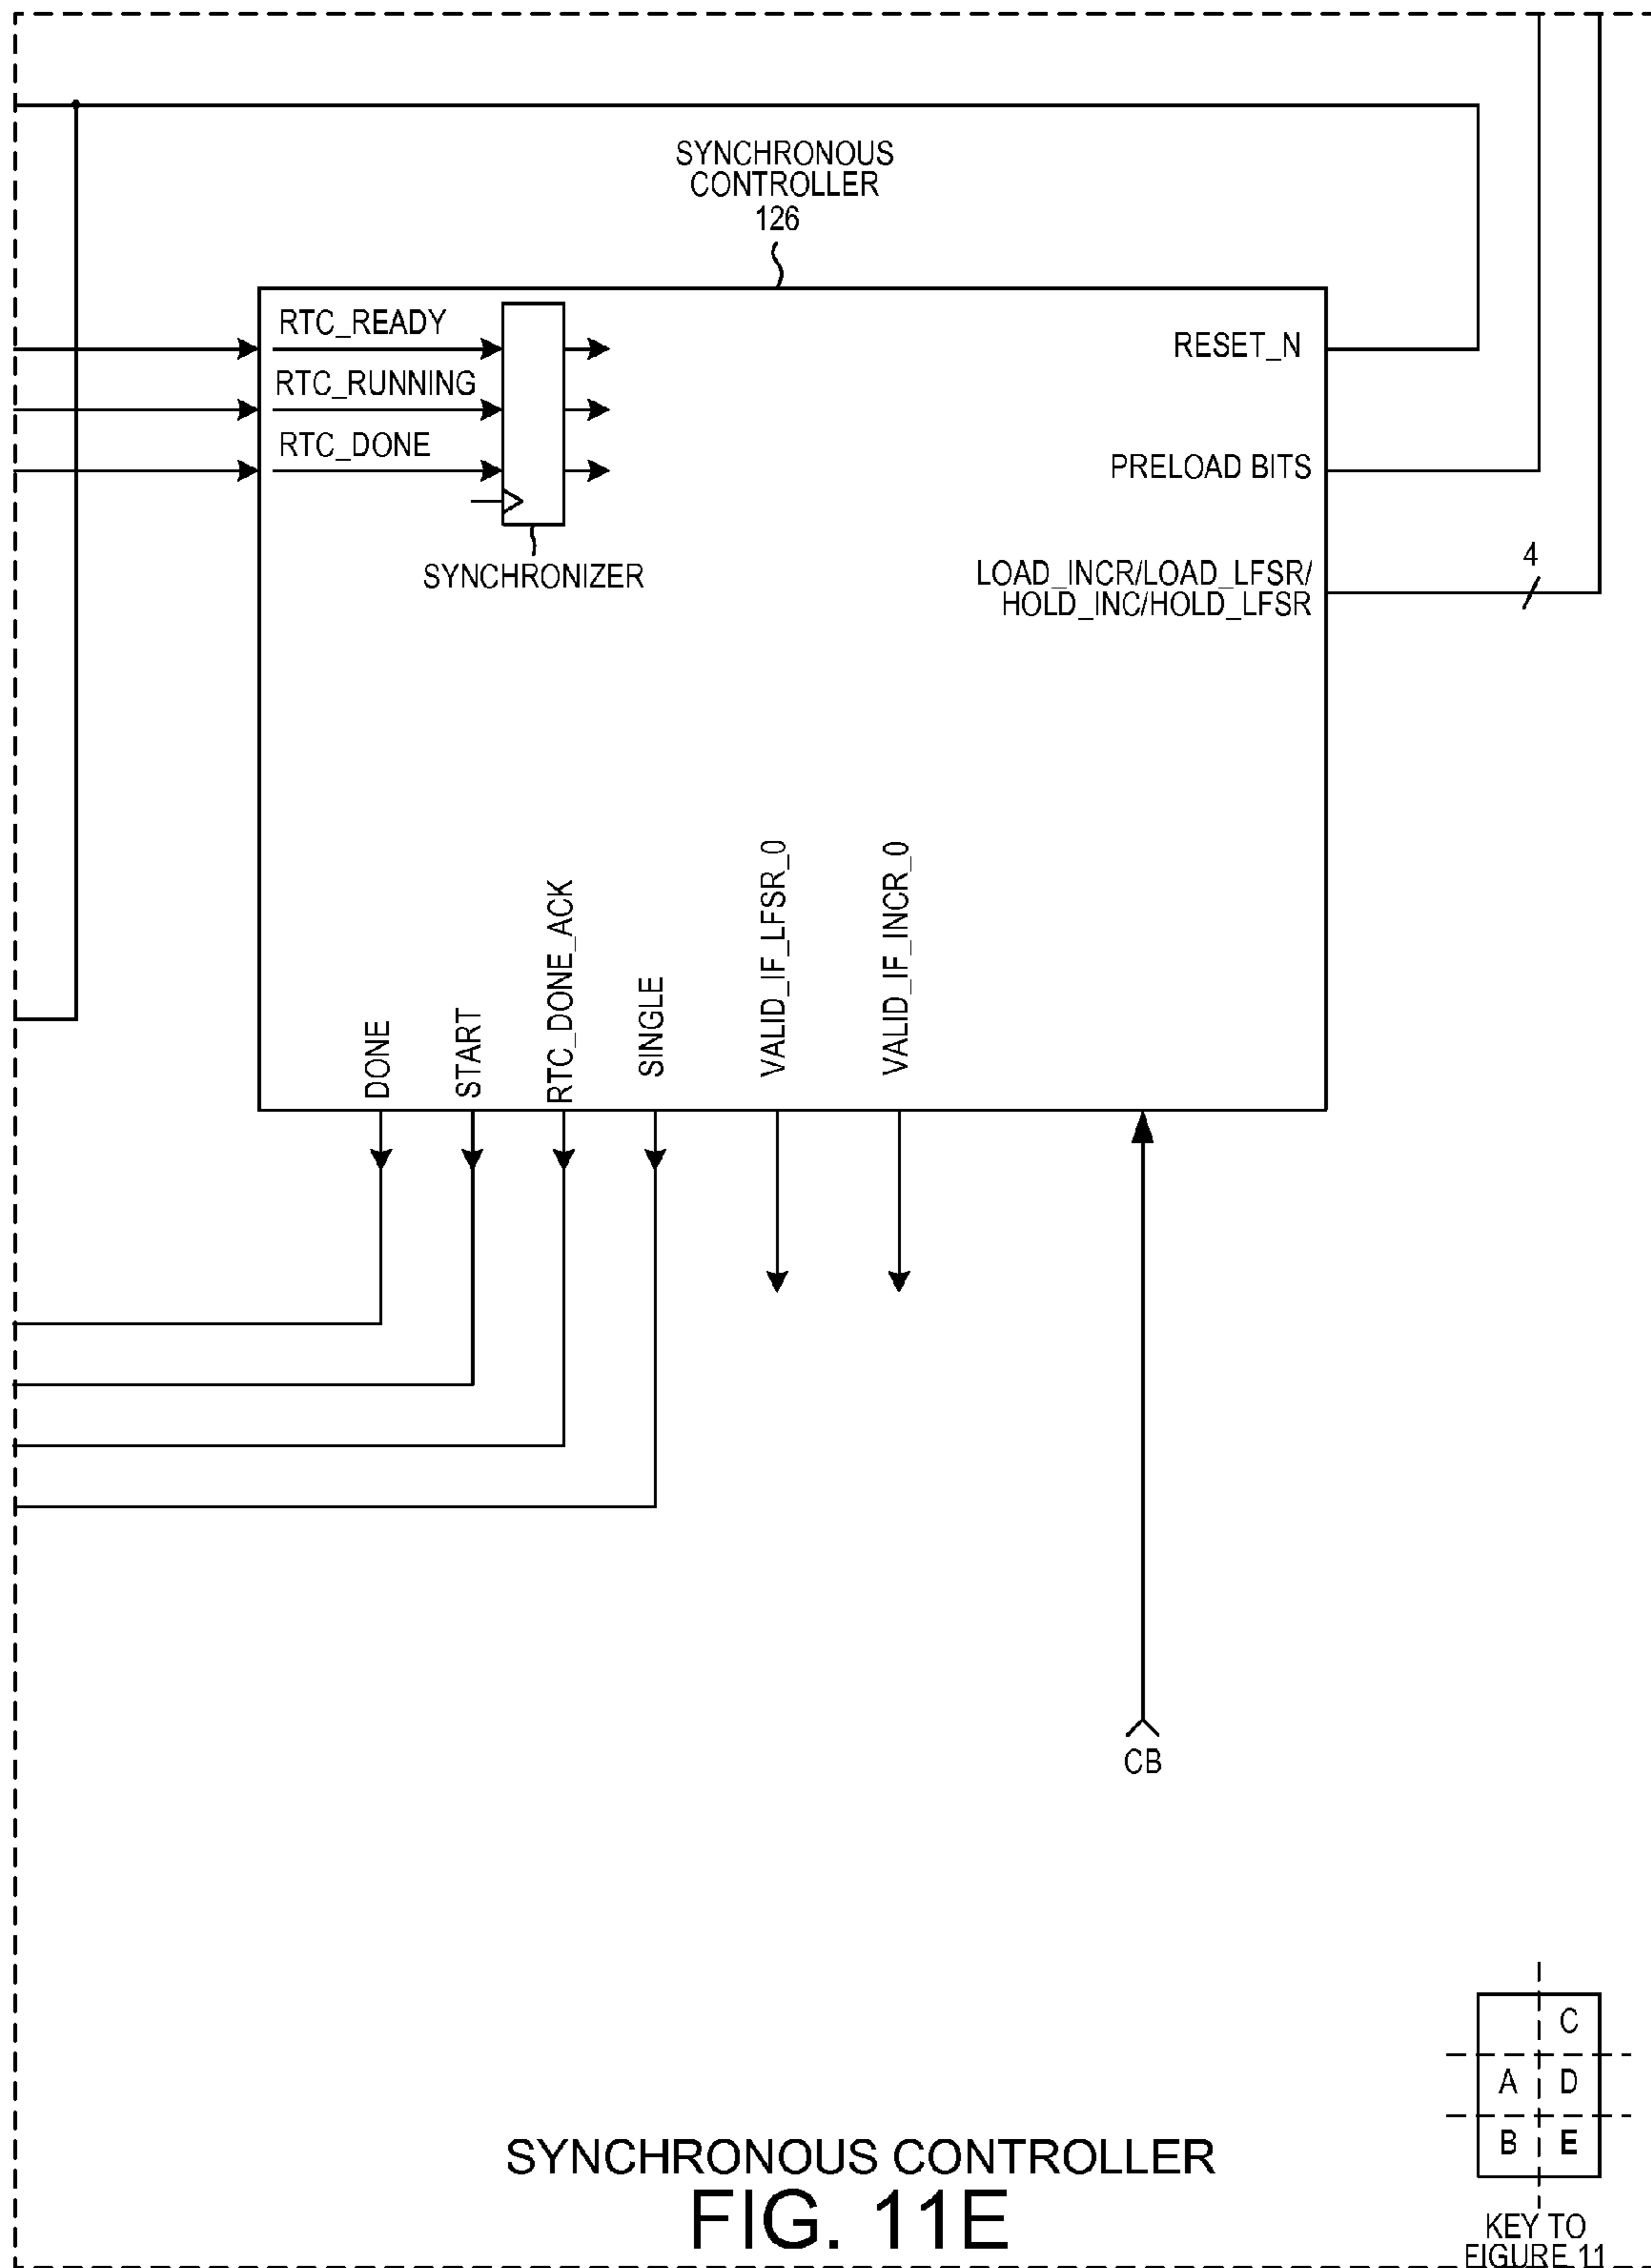 SYNCHRONOUS
CONTROLLER
126
RTC_READY
RTC_RUNNING
RTC_DONE
SYNCHRONIZER
RESET_N
PRELOAD BITS
LOAD_INCR/LOAD_LFSR/
HOLD_INC/HOLD_LFSR
4
DONE
START
RTC_DONE_ACK
SINGLE
VALID_IF_LFSR_0
VALID_IF_INCR_0
CB
C
A D
B E
KEY TO
FIGURE 11
SYNCHRONOUS CONTROLLER
FIG. 11E